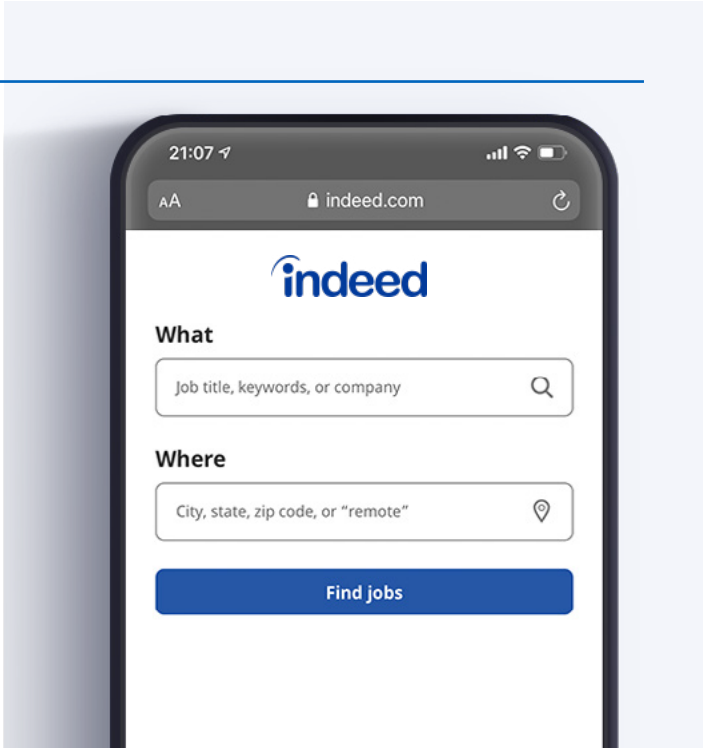 21:07
AA indeed.com
indeed
What
Job title, keywords, or company
Where
City, state, zip code, or “remote”
Find jobs